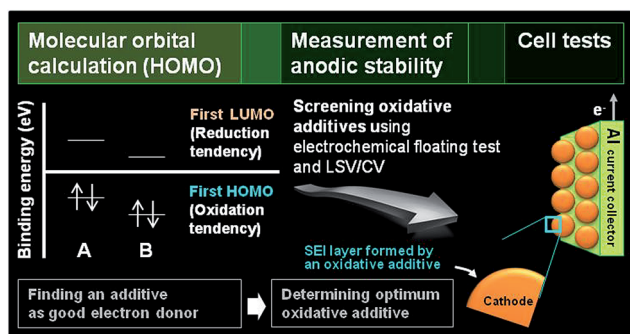 Molecular orbital
calculation (HOMO)
Measurement of
anodic stability
Cell tests
Binding energy (eV)
First LUMO
(Reduction
tendency)
First HOMO
(Oxidation
tendency)
A
B
Screening oxidative
additives using
electrochemical floating test
and LSV/CV
e-
Al
current collector
SEI layer formed by
an oxidative additive
Cathode
Finding an additive
as good electron donor
Determining optimum
oxidative additive